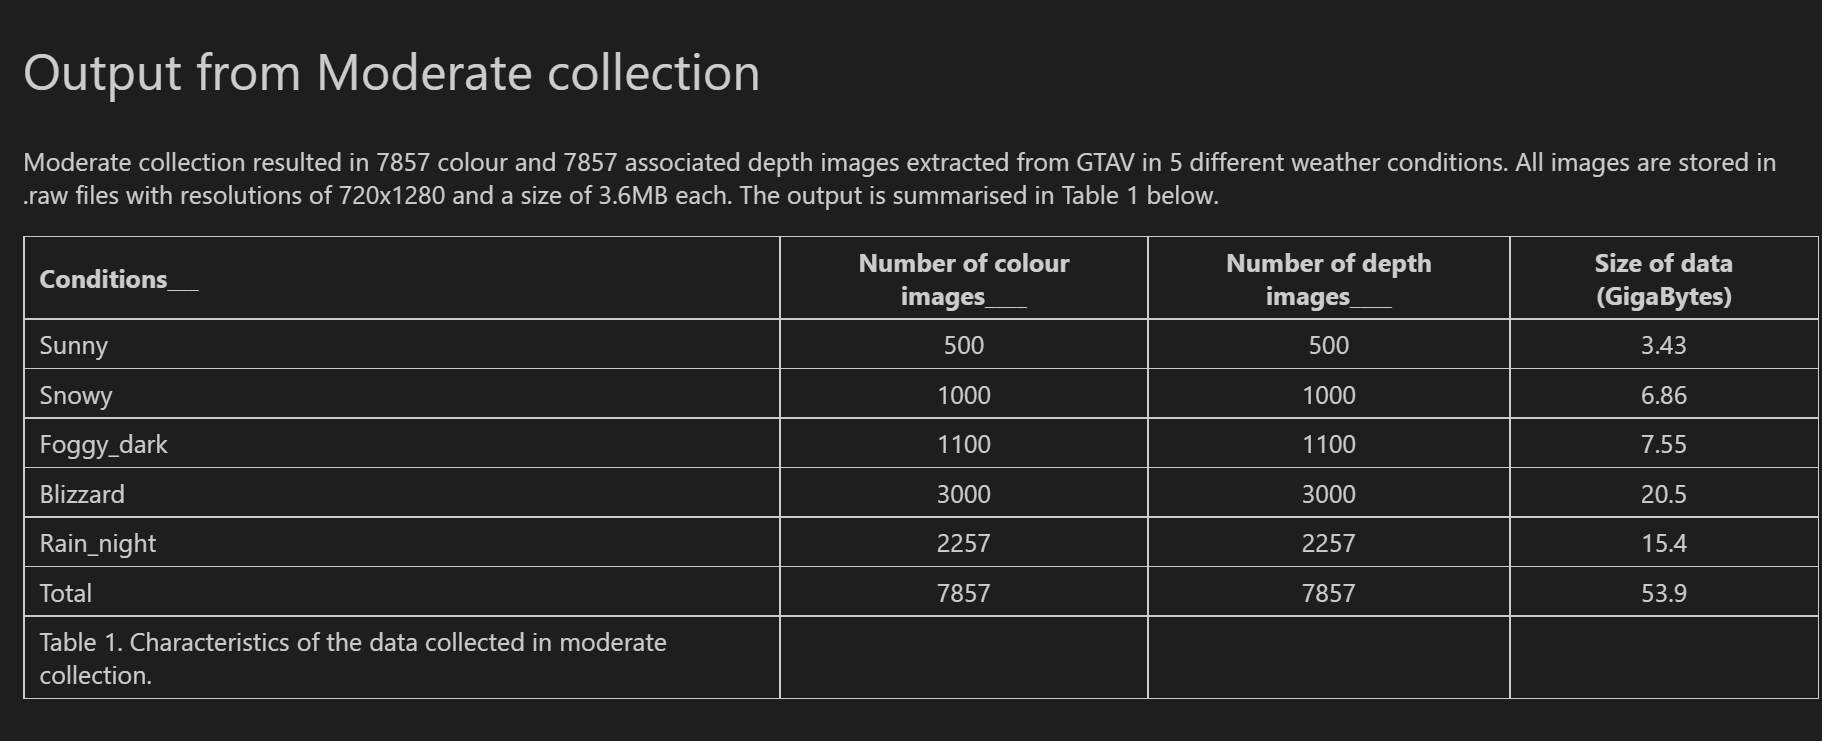 Output from Moderate collection
Moderate collection resulted in 7857 colour and 7857 associated depth images extracted from GTAV in 5 different weather conditions. All images are stored in
.raw files with resolutions of 720x1280 and a size of 3.6MB each. The output is summarised in Table 1 below.
Conditions___ Number of colour images____ Number of depth images____ Size of data (GigaBytes)
Sunny 500 500 3.43
Snowy 1000 1000 6.86
Foggy_dark 1100 1100 7.55
Blizzard 3000 3000 20.5
Rain_night 2257 2257 15.4
Total 7857 7857 53.9
Table 1. Characteristics of the data collected in moderate
collection.